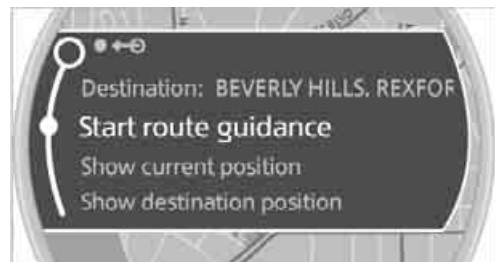 Destination: BEVERLY HILLS, REXFOR
Start route guidance
Show current position
Show destination position